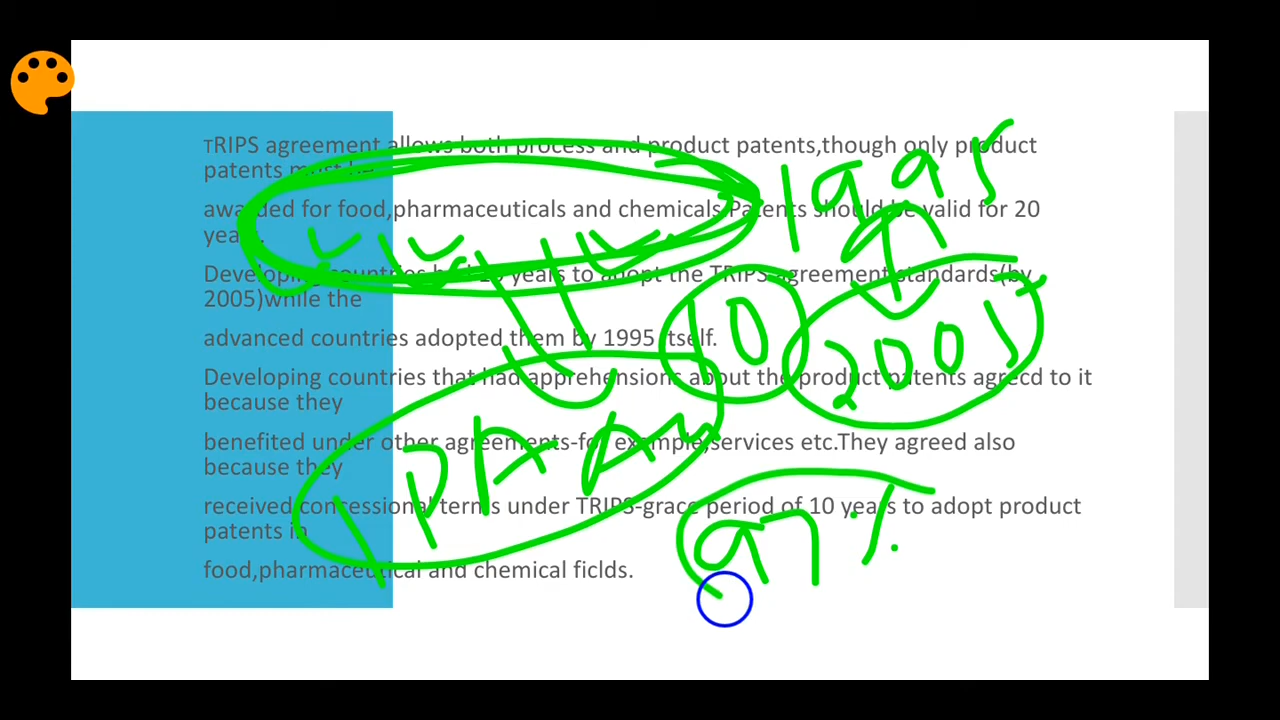 TRIPS agreement allows both process and product patents,though only product
patents must be
awarded for food,pharmaceuticals and chemicals.Patents should be valid for 20
years.
Developing countries had 10 years to adopt the TRIPS agreement standards(by
2005)while the
advanced countries adopted them by 1995 itself.
Developing countries that had apprehensions about the product patents agrecd to it
because they
benefited under other agreements-for example,services etc.They agreed also
because they
received concessional terms under TRIPS-grace period of 10 years to adopt product
patents in
food,pharmaceutical and chemical ficlds.
1995
10
2005
IPAA
97%